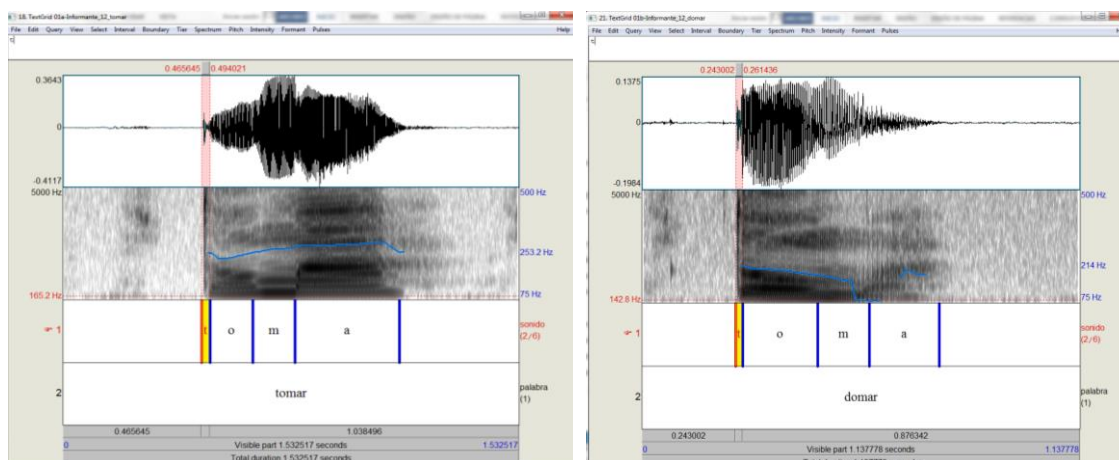 18. TextGrid 01a-Informante_12_tomar
File Edit Query View Select Interval Boundary Tier Spectrum Pitch Intensity Formant Pulses Help
t
0.465645 0.494021
0.3643
0
-0.4117
5000 Hz 500 Hz
253.2 Hz
165.2 Hz 75 Hz
1 t o m a sonido
(2/6)
2 tomar palabra
(1)
0.465645 1.038496
0 Visible part 1.532517 seconds 1.532517
Total duration 1.532517 seconds
21. TextGrid 01b-Informante_12_domar
File Edit Query View Select Interval Boundary Tier Spectrum Pitch Intensity Formant Pulses Help
t
0.243002 0.261436
0.1375
0
-0.1984
5000 Hz 500 Hz
214 Hz
142.8 Hz 75 Hz
1 t o m a sonido
(2/6)
2 domar palabra
(1)
0.243002 0.876342
0 Visible part 1.137778 seconds 1.137778